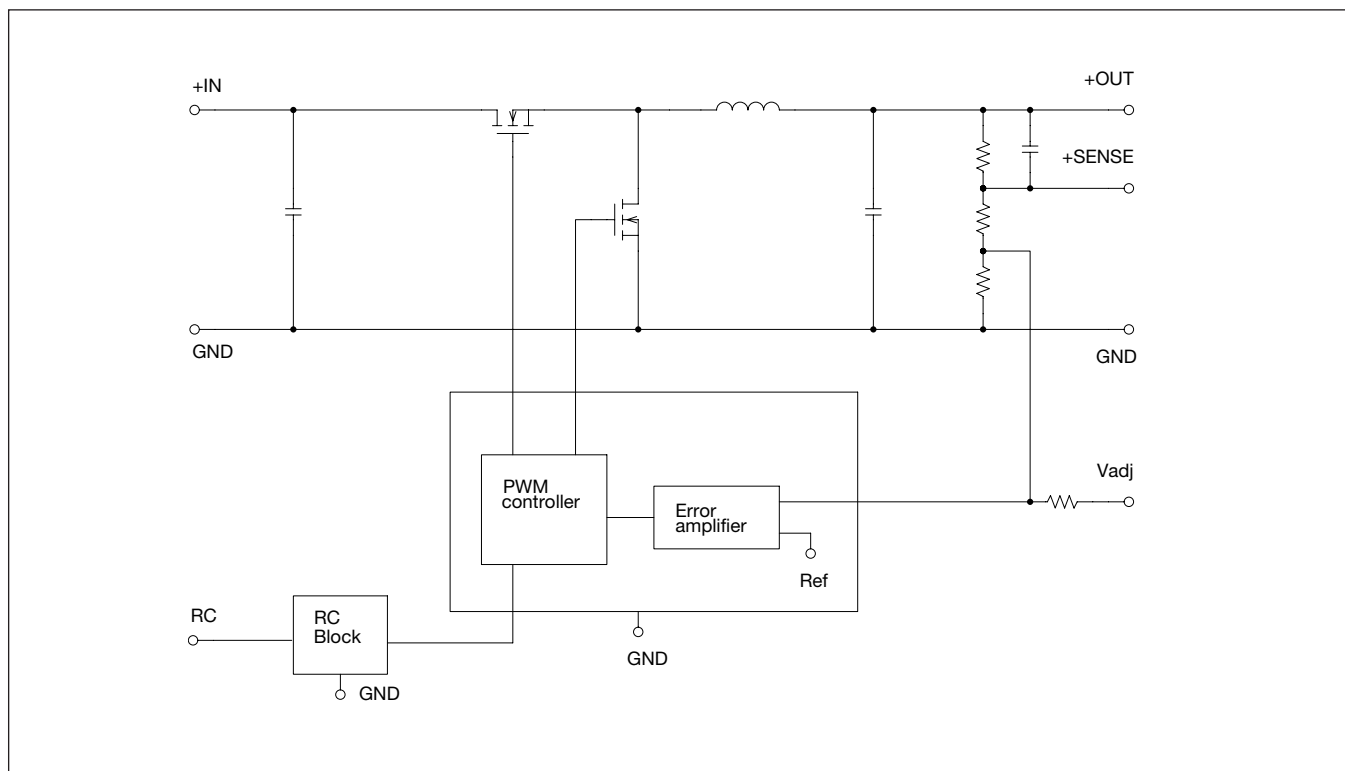 +IN
+OUT
+SENSE
GND
GND
Vadj
PWM
controller
Error
amplifier
Ref
RC
RC
Block
GND
GND